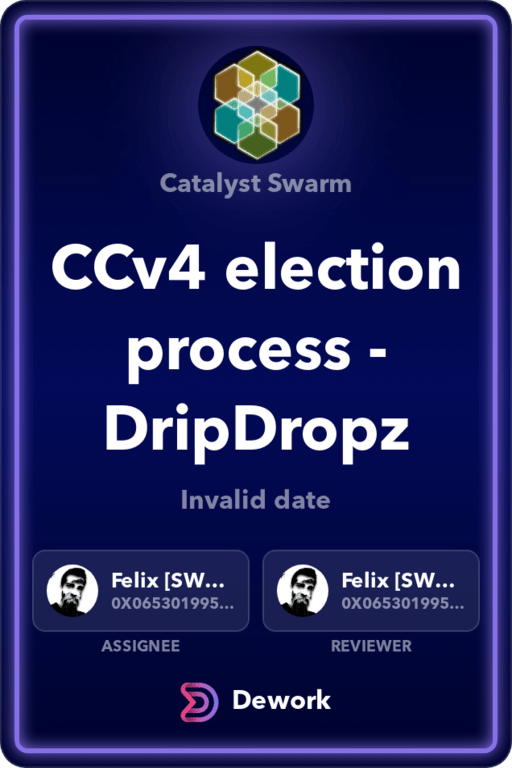 Catalyst Swarm
CCv4 election
process -
DripDropz
Invalid date
Felix [SW...
0X065301995...
ASSIGNEE
Felix [SW...
0X065301995...
REVIEWER
Dework